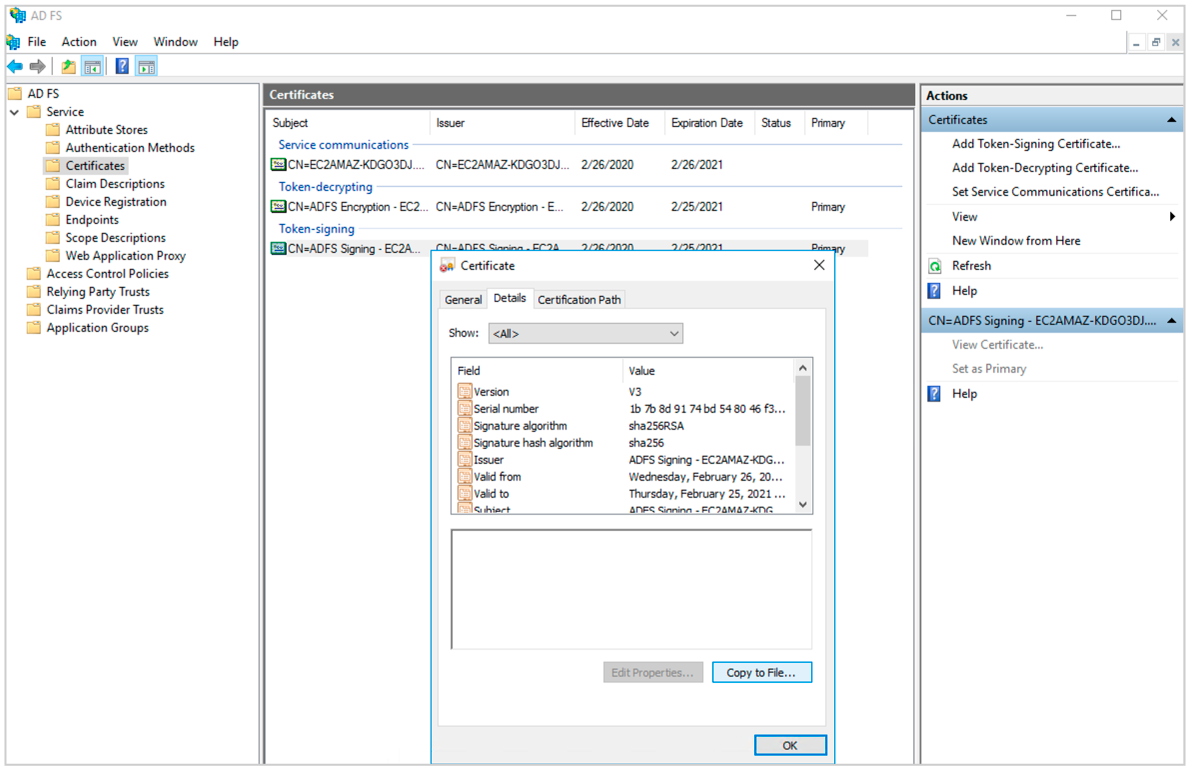 AD FS
File Action View Window Help
AD FS
Service
Attribute Stores
Authentication Methods
Certificates
Claim Descriptions
Device Registration
Endpoints
Scope Descriptions
Web Application Proxy
Access Control Policies
Relying Party Trusts
Claims Provider Trusts
Application Groups
Certificates
Subject Issuer Effective Date Expiration Date Status Primary
Service communications
CN=EC2AMAZ-KDGO3DJ.... CN=EC2AMAZ-KDGO3DJ... 2/26/2020 2/26/2021
Token-decrypting
CN=ADFS Encryption - EC2... CN=ADFS Encryption - E... 2/26/2020 2/25/2021 Primary
Token-signing
CN=ADFS Signing - EC2A... CN=ADFS Signing - EC2A... 2/26/2020 2/25/2021 Primary
Certificate
General Details Certification Path
Show: <All>
Field Value
Version V3
Serial number 1b 7b 8d 91 74 bd 54 80 46 f3...
Signature algorithm sha256RSA
Signature hash algorithm sha256
Issuer ADFS Signing - EC2AMAZ-KDG...
Valid from Wednesday, February 26, 20...
Valid to Thursday, February 25, 2021 ...
Subject ADFS Signing - EC2AMAZ-KDG...
Edit Properties... Copy to File...
OK
Actions
Certificates
Add Token-Signing Certificate...
Add Token-Decrypting Certificate...
Set Service Communications Certifica...
View
New Window from Here
Refresh
Help
CN=ADFS Signing - EC2AMAZ-KDGO3DJ....
View Certificate...
Set as Primary
Help